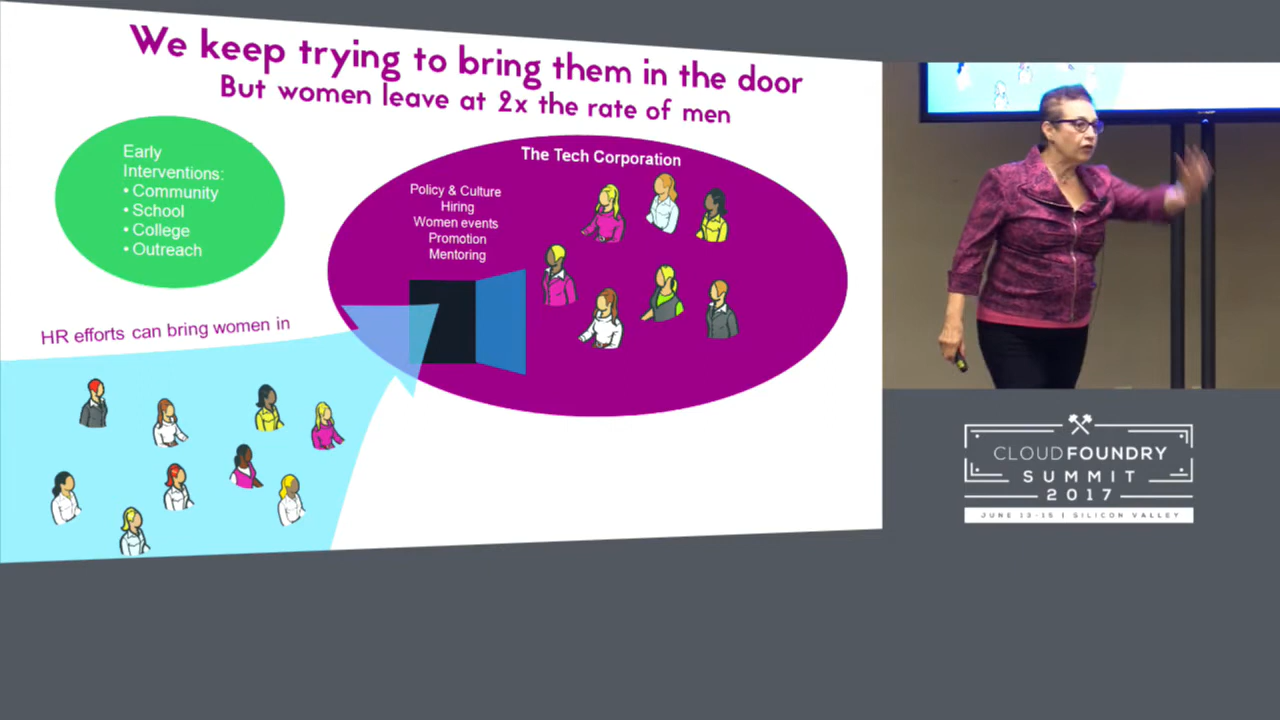 We keep trying to bring them in the door
But women leave at 2x the rate of men
Early
Interventions:
• Community
• School
• College
• Outreach
The Tech Corporation
Policy & Culture
Hiring
Women events
Promotion
Mentoring
HR efforts can bring women in
CLOUDFOUNDRY
SUMMIT
2017
JUNE 13-15 | SILICON VALLEY